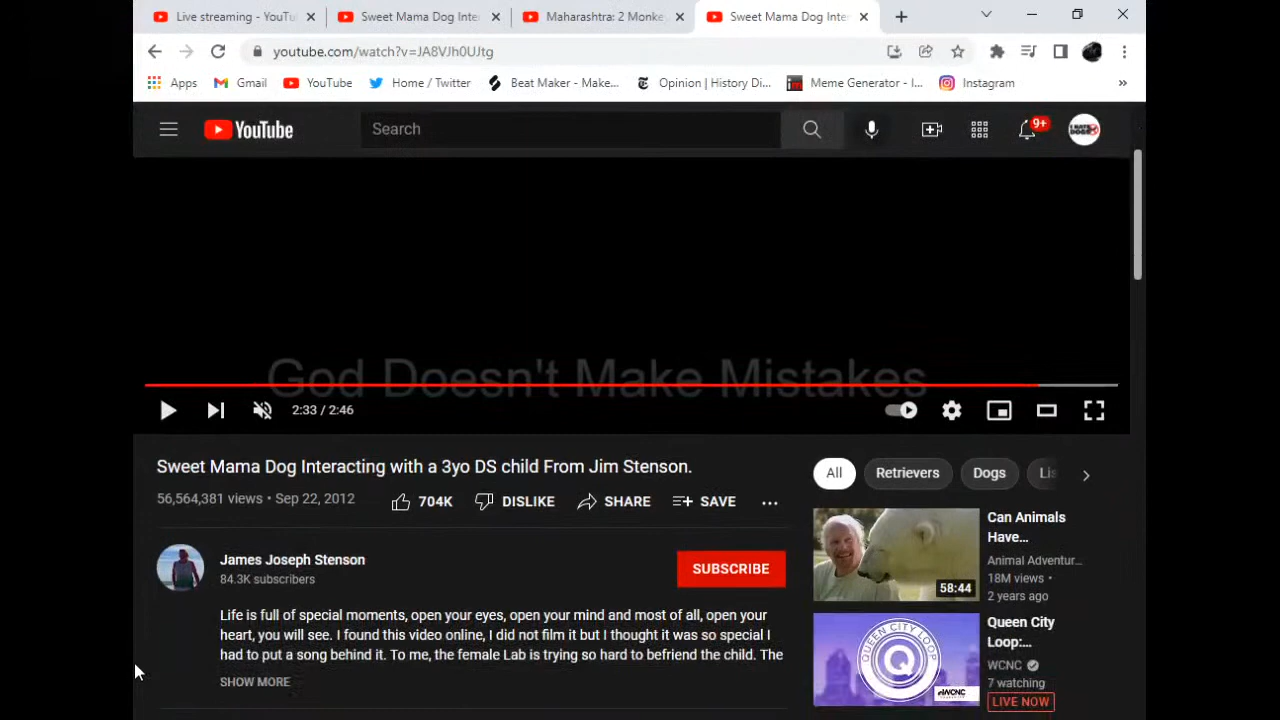 Live streaming - YouTu
Sweet Mama Dog Inter
Maharashtra: 2 Monke
Sweet Mama Dog Inte
youtube.com/watch?v=JA8VJh0UJtg
Apps
Gmail
YouTube
Home / Twitter
Beat Maker - Make...
Opinion | History Di...
Meme Generator - I...
Instagram
»
YouTube
Search
9+
I HATE DOGS
God Doesn't Make Mistakes
2:33 / 2:46
Sweet Mama Dog Interacting with a 3yo DS child From Jim Stenson.
56,564,381 views • Sep 22, 2012
704K
DISLIKE
SHARE
SAVE
...
James Joseph Stenson
84.3K subscribers
SUBSCRIBE
Life is full of special moments, open your eyes, open your mind and most of all, open your
heart, you will see. I found this video online, I did not film it but I thought it was so special I
had to put a song behind it. To me, the female Lab is trying so hard to befriend the child. The
SHOW MORE
All
Retrievers
Dogs
Lis
58:44
Can Animals
Have...
Animal Adventur...
18M views •
2 years ago
QUEEN CITY
LOOP
Q
WCNC
Queen City
Loop:...
WCNC
7 watching
LIVE NOW